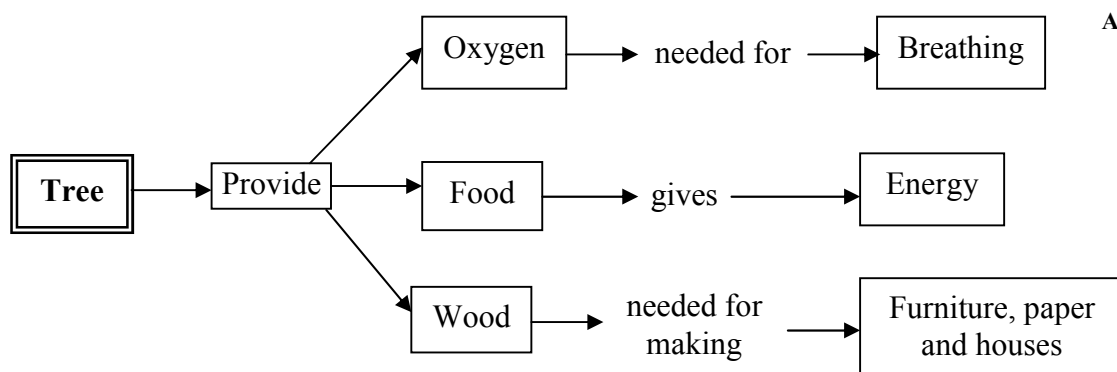 A
Oxygen needed for Breathing
Tree Provide Food gives Energy
Wood needed for making Furniture, paper and houses